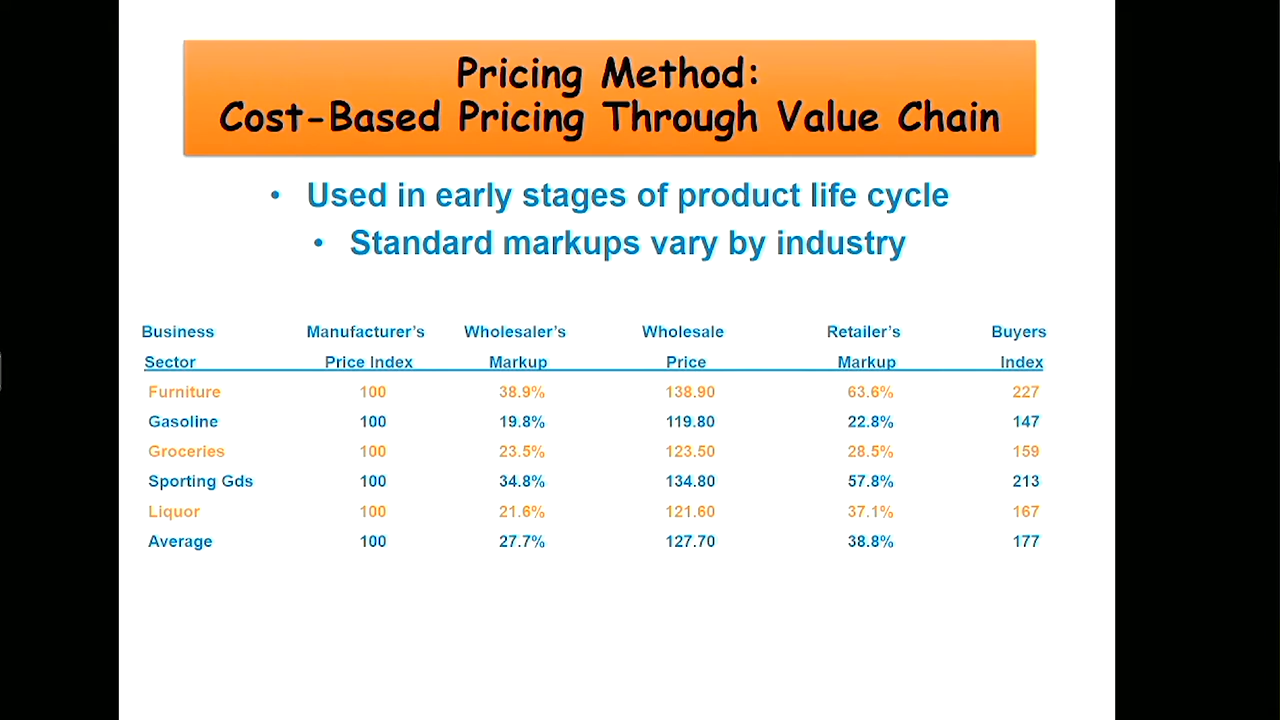 Pricing Method:
Cost-Based Pricing Through Value Chain
• Used in early stages of product life cycle
• Standard markups vary by industry
Business Manufacturer's Wholesaler's Wholesale Retailer's Buyers
Sector Price Index Markup Price Markup Index
Furniture 100 38.9% 138.90 63.6% 227
Gasoline 100 19.8% 119.80 22.8% 147
Groceries 100 23.5% 123.50 28.5% 159
Sporting Gds 100 34.8% 134.80 57.8% 213
Liquor 100 21.6% 121.60 37.1% 167
Average 100 27.7% 127.70 38.8% 177